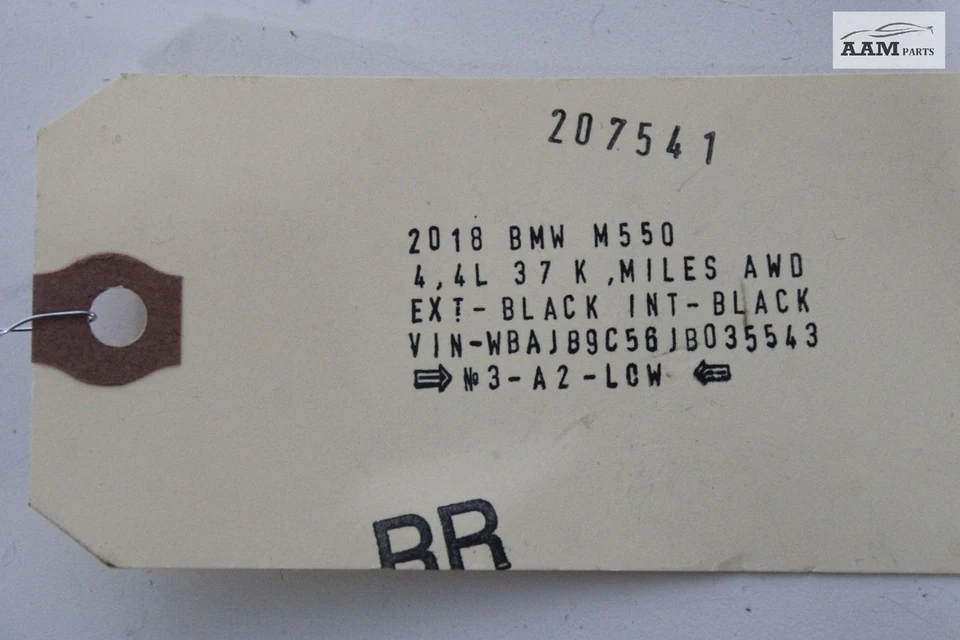 AAM PARTS
207541
2018 BMW M550
4,4L 37 K ,MILES AWD
EXT-BLACK INT-BLACK
VIN-WBAJB9C56JB035543
⇨ №3-A2-LOW ⇦
RR